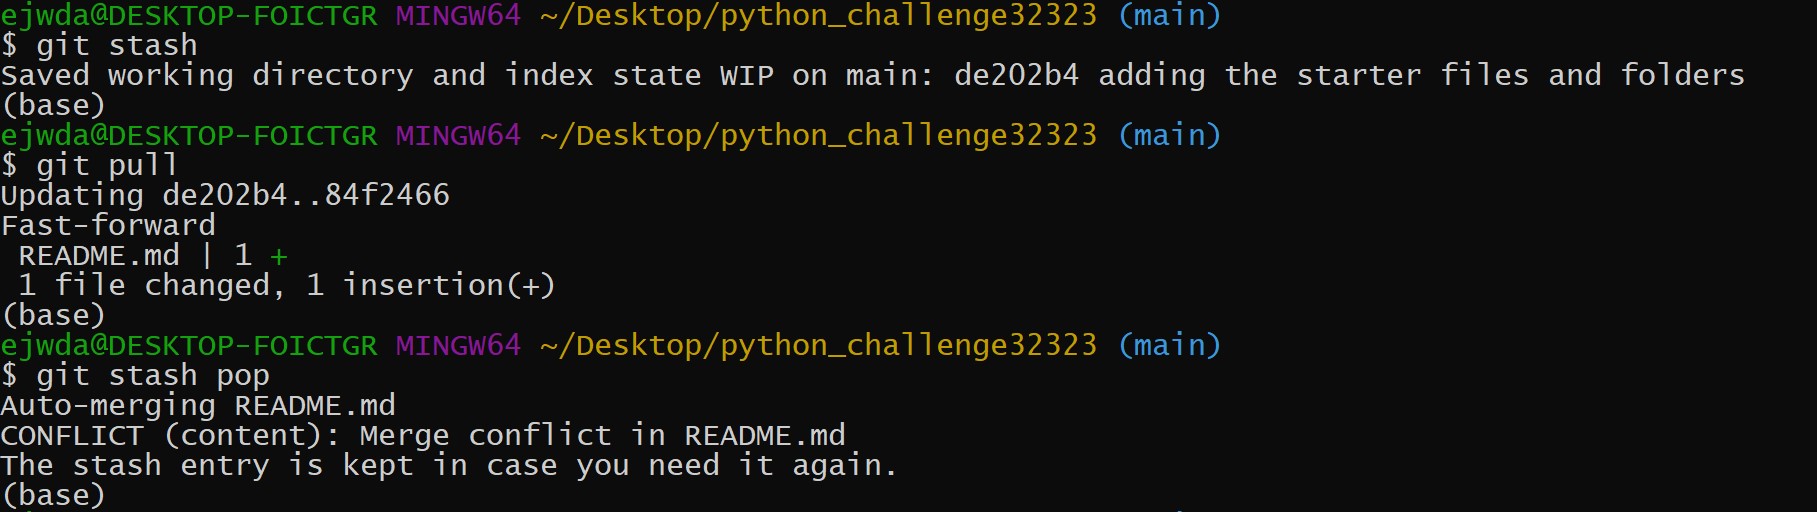 ejwda@DESKTOP-FOICTGR MINGW64 ~/Desktop/python_challenge32323 (main)
$ git stash
Saved working directory and index state WIP on main: de202b4 adding the starter files and folders
(base)
ejwda@DESKTOP-FOICTGR MINGW64 ~/Desktop/python_challenge32323 (main)
$ git pull
Updating de202b4..84f2466
Fast-forward
 README.md | 1 +
 1 file changed, 1 insertion(+)
(base)
ejwda@DESKTOP-FOICTGR MINGW64 ~/Desktop/python_challenge32323 (main)
$ git stash pop
Auto-merging README.md
CONFLICT (content): Merge conflict in README.md
The stash entry is kept in case you need it again.
(base)